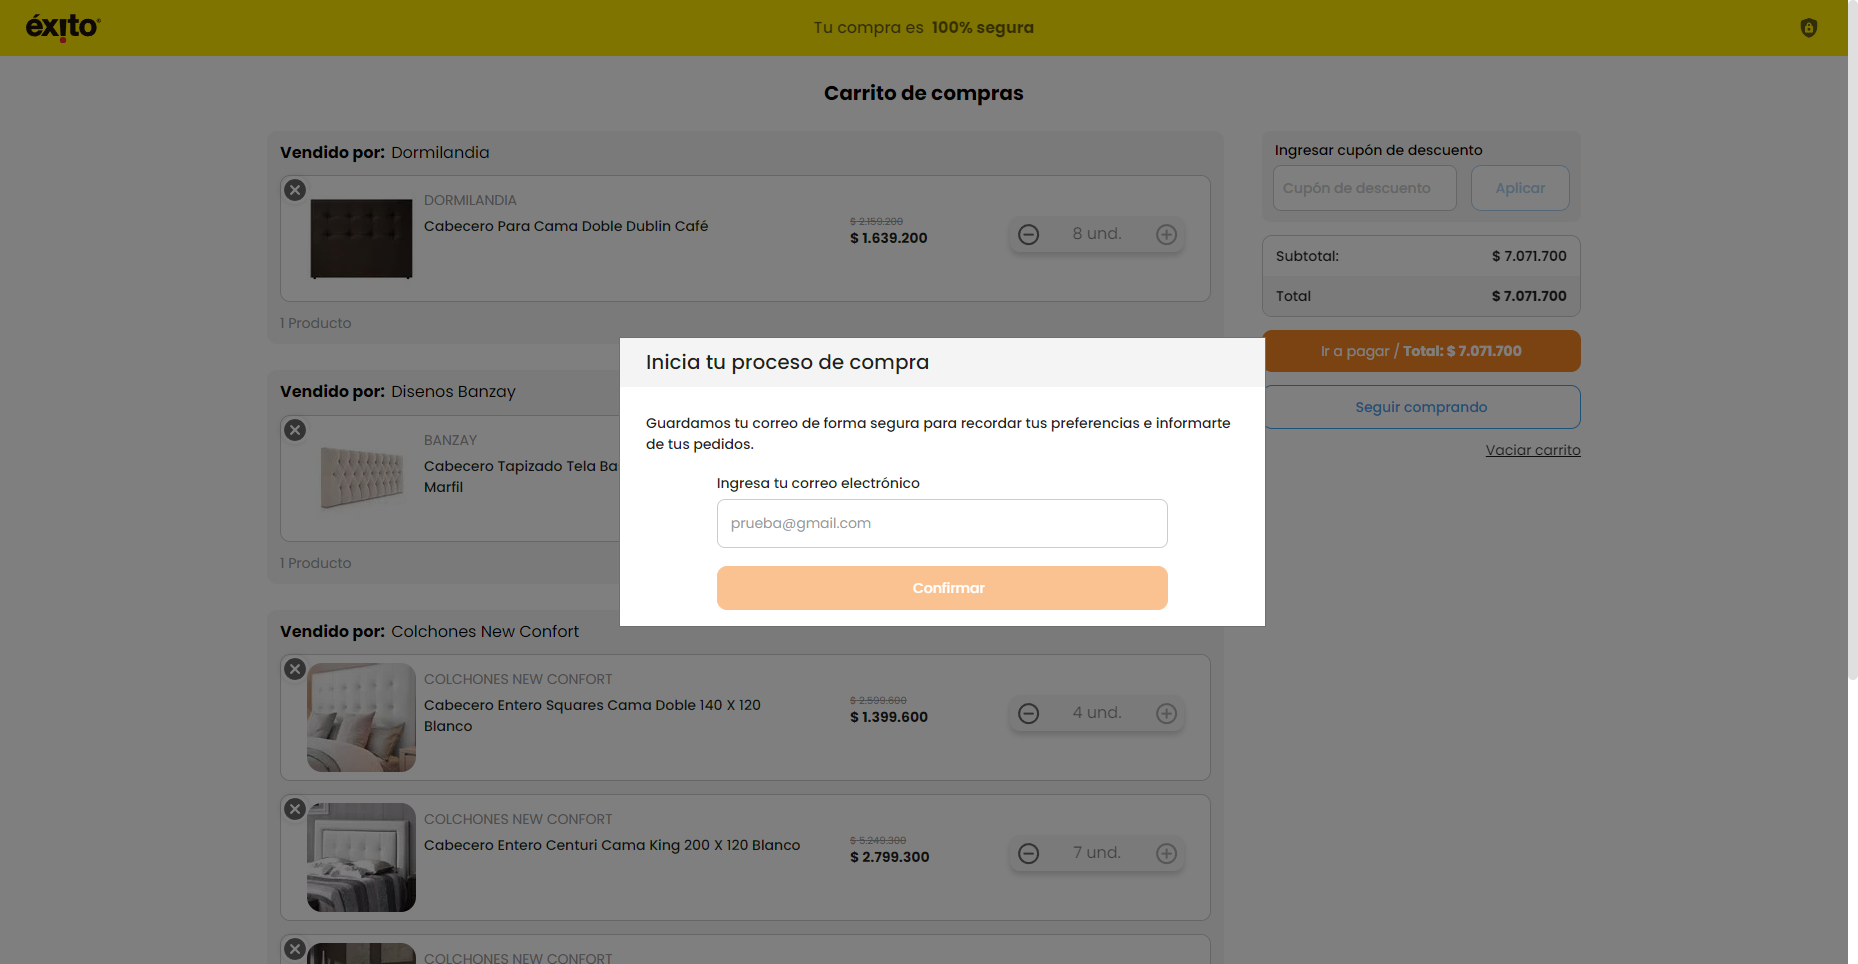 éxito
Tu compra es 100% segura
Carrito de compras
Vendido por: Dormilandia
DORMILANDIA
Cabecero Para Cama Doble Dublin Café
$ 2.159.200
$ 1.639.200
8 und.
1 Producto
Ingresar cupón de descuento
Cupón de descuento
Aplicar
Subtotal: $ 7.071.700
Total $ 7.071.700
Ir a pagar / Total: $ 7.071.700
Seguir comprando
Vaciar carrito
Inicia tu proceso de compra
Guardamos tu correo de forma segura para recordar tus preferencias e informarte
de tus pedidos.
Ingresa tu correo electrónico
prueba@gmail.com
Confirmar
Vendido por: Disenos Banzay
BANZAY
Cabecero Tapizado Tela Ba
Marfil
1 Producto
Vendido por: Colchones New Confort
COLCHONES NEW CONFORT
Cabecero Entero Squares Cama Doble 140 X 120
Blanco
$ 2.599.600
$ 1.399.600
4 und.
COLCHONES NEW CONFORT
Cabecero Entero Centuri Cama King 200 X 120 Blanco
$ 5.249.300
$ 2.799.300
7 und.
COLCHONES NEW CONFORT